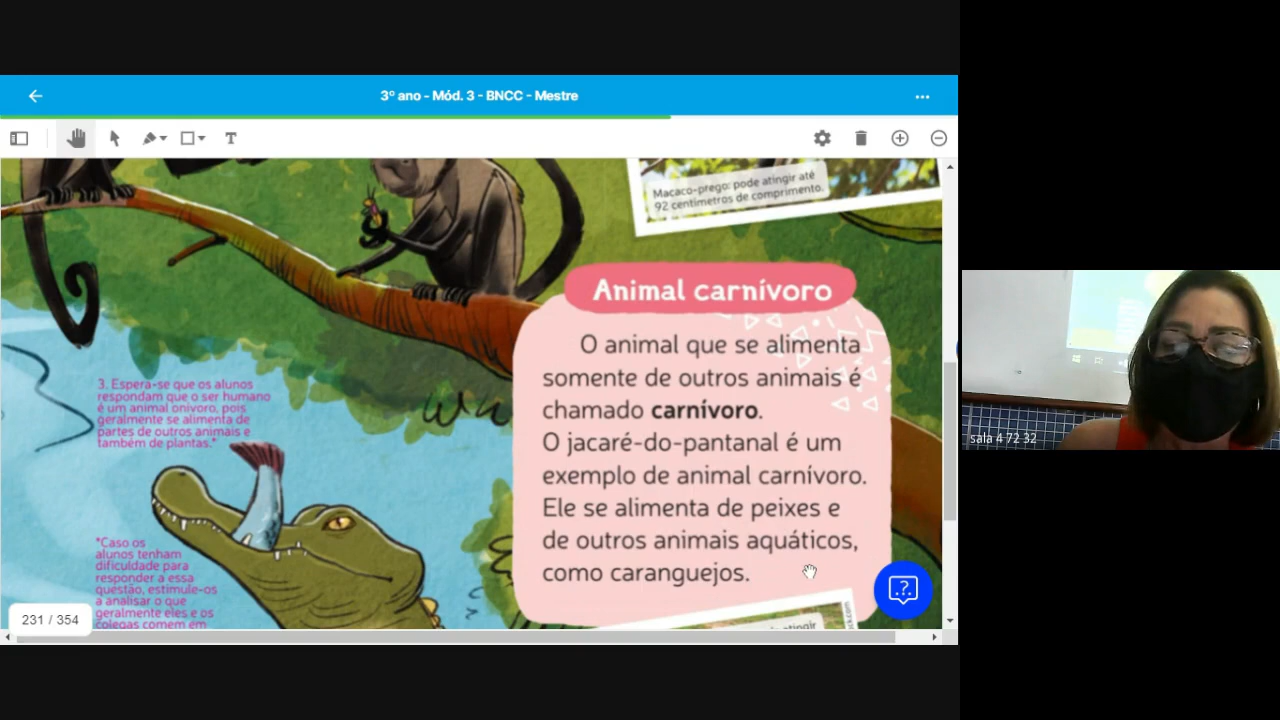 3º ano - Mód. 3 - BNCC - Mestre
T
Macaco-prego: pode atingir até
92 centímetros de comprimento.
Animal carnívoro
O animal que se alimenta
somente de outros animais é
chamado carnívoro.
O jacaré-do-pantanal é um
exemplo de animal carnívoro.
Ele se alimenta de peixes e
de outros animais aquáticos,
como caranguejos.
3. Espera-se que os alunos
respondam que o ser humano
é um animal onívoro, pois
geralmente se alimenta de
partes de outros animais e
também de plantas.*
*Caso os
alunos tenham
dificuldade para
responder a essa
questão, estimule-os
a analisar o que
geralmente eles e os
colegas comem em
231 / 354
sala 4 72 32